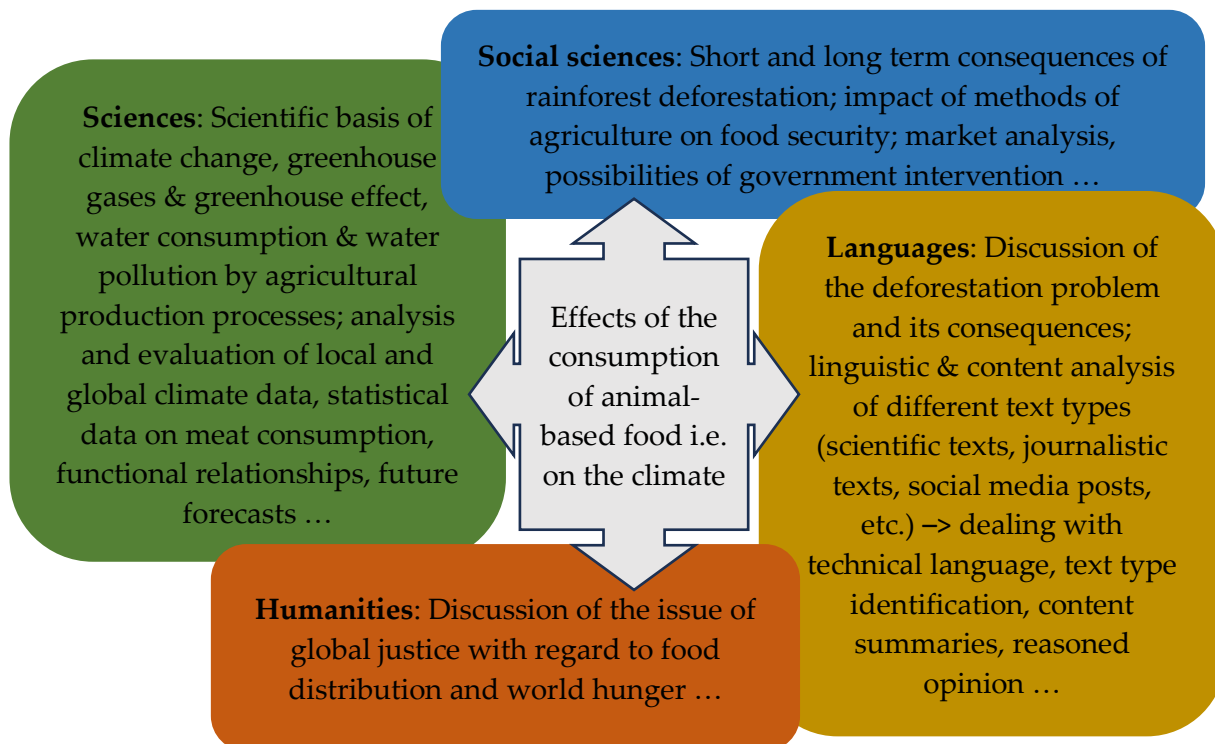 Social sciences: Short and long term consequences of
rainforest deforestation; impact of methods of
agriculture on food security; market analysis,
possibilities of government intervention …
Sciences: Scientific basis of
climate change, greenhouse
gases & greenhouse effect,
water consumption & water
pollution by agricultural
production processes; analysis
and evaluation of local and
global climate data, statistical
data on meat consumption,
functional relationships, future
forecasts …
Effects of the
consumption
of animal-
based food i.e.
on the climate
Languages: Discussion of
the deforestation problem
and its consequences;
linguistic & content analysis
of different text types
(scientific texts, journalistic
texts, social media posts,
etc.) –> dealing with
technical language, text type
identification, content
summaries, reasoned
opinion …
Humanities: Discussion of the issue of
global justice with regard to food
distribution and world hunger …